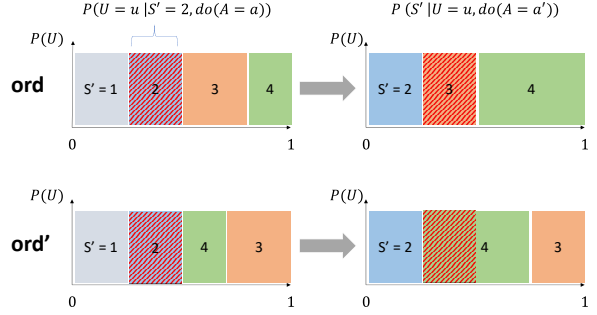 P(U = u |S' = 2, do(A = a))
P (S' |U = u, do(A = a'))
P(U)
P(U)
ord
S' = 1
2
3
4
S' = 2
3
4
0
1
0
1
P(U)
P(U)
ord'
S' = 1
2
4
3
S' = 2
4
3
0
1
0
1